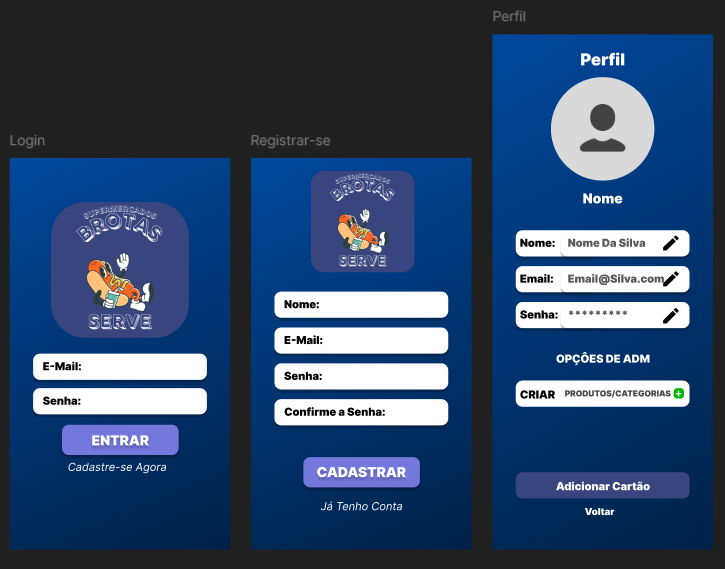 Login
SUPERMERCADOS
BROTAS
SERVE
E-Mail:
Senha:
ENTRAR
Cadastre-se Agora
Registrar-se
SUPERMERCADOS
BROTAS
SERVE
Nome:
E-Mail:
Senha:
Confirme a Senha:
CADASTRAR
Já Tenho Conta
Perfil
Perfil
Nome
Nome: Nome Da Silva
Email: Email@Silva.com
Senha: *********
OPÇÔES DE ADM
CRIAR PRODUTOS/CATEGORIAS
Adicionar Cartão
Voltar